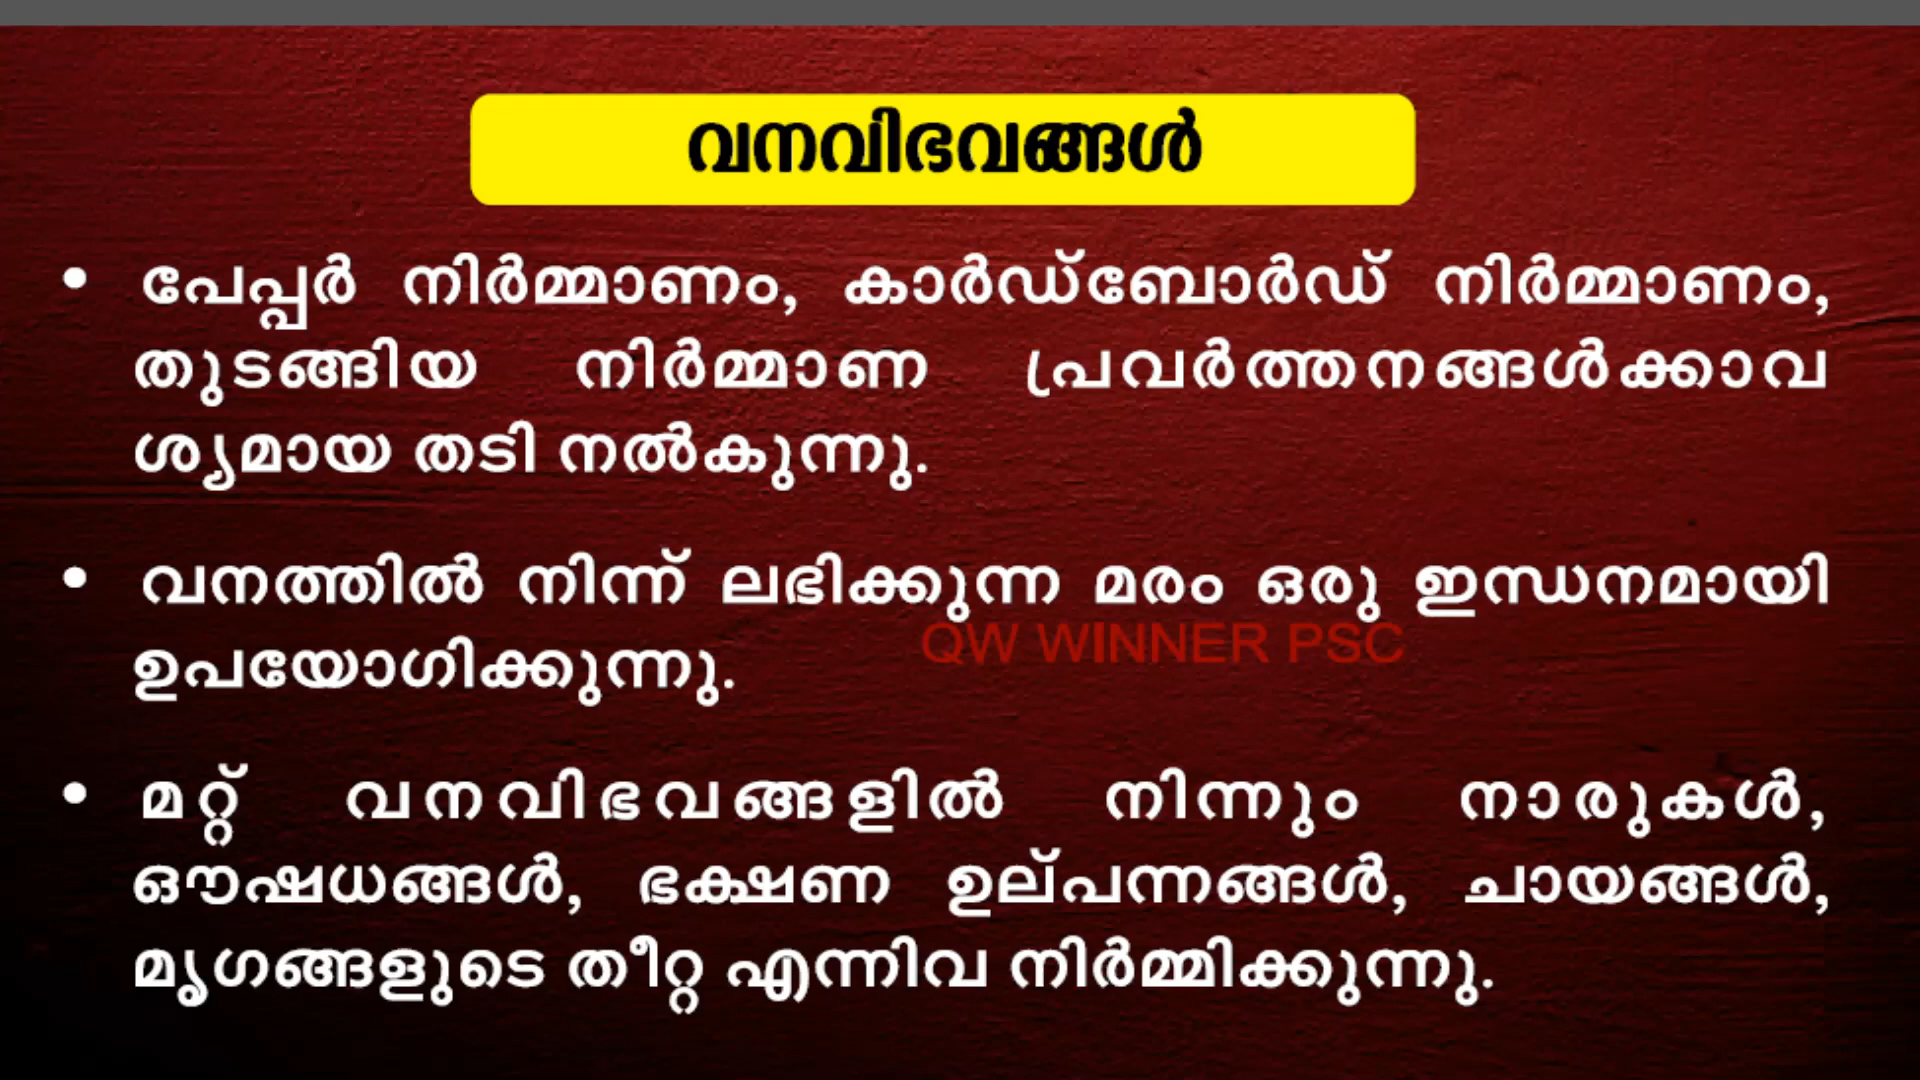 വനവിഭവങ്ങൾ
• പേപ്പർ നിർമ്മാണം, കാർഡ്ബോർഡ് നിർമ്മാണം,
തുടങ്ങിയ നിർമ്മാണ പ്രവർത്തനങ്ങൾക്കാവ
ശ്യമായ തടി നൽകുന്നു.
• വനത്തിൽ നിന്ന് ലഭിക്കുന്ന മരം ഒരു ഇന്ധനമായി
ഉപയോഗിക്കുന്നു.
QW WINNER PSC
• മറ്റ് വനവിഭവങ്ങളിൽ നിന്നും നാരുകൾ,
ഔഷധങ്ങൾ, ഭക്ഷണ ഉല്പന്നങ്ങൾ, ചായങ്ങൾ,
മൃഗങ്ങളുടെ തീറ്റ എന്നിവ നിർമ്മിക്കുന്നു.